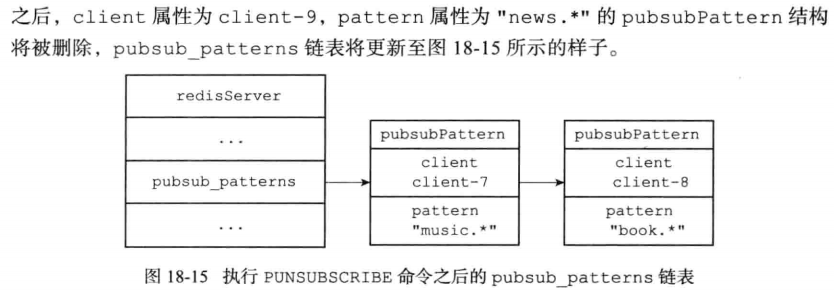 之后，client 属性为 client-9，pattern 属性为 "news.*" 的 pubsubPattern 结构
将被删除，pubsub_patterns 链表将更新至图 18-15 所示的样子。
redisServer
...
pubsub_patterns
...
pubsubPattern
client
client-7
pattern
"music.*"
pubsubPattern
client
client-8
pattern
"book.*"
图 18-15 执行 PUNSUBSCRIBE 命令之后的 pubsub_patterns 链表